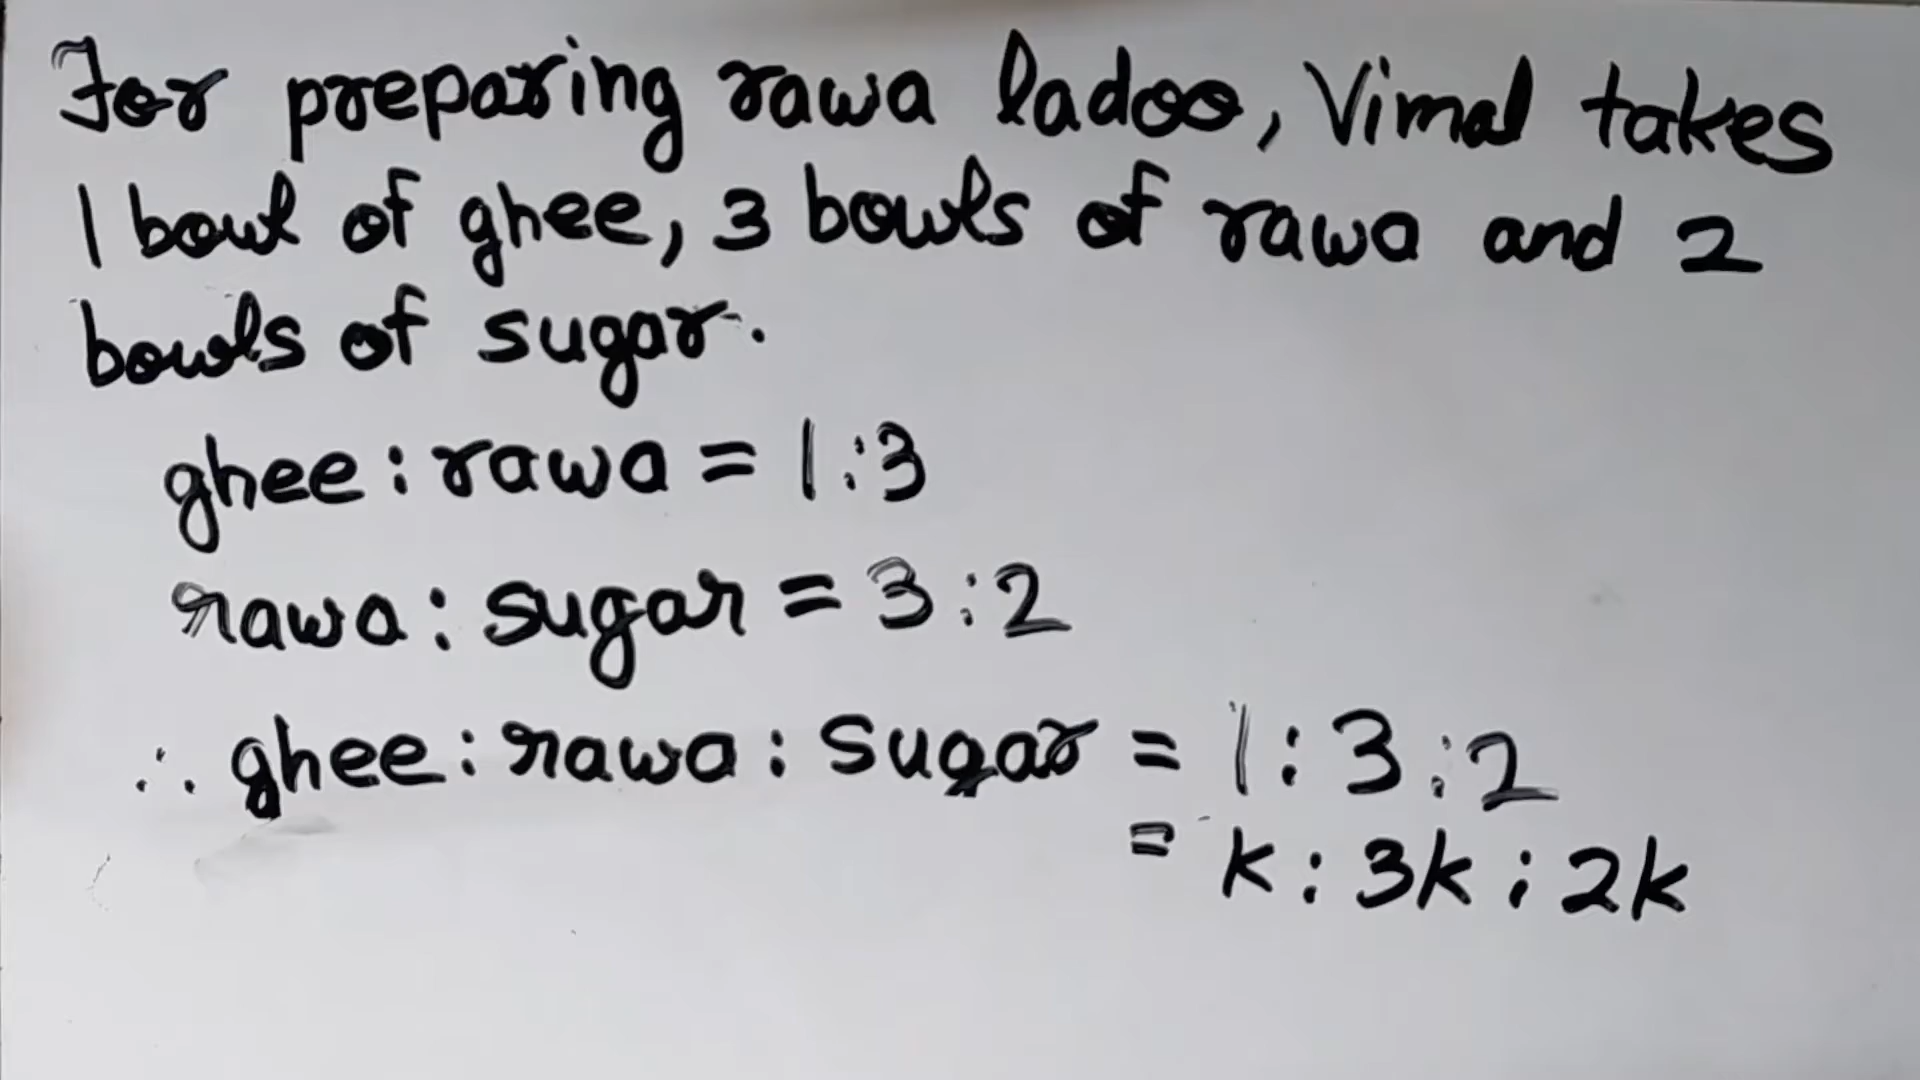 For preparing rawa ladoo, Vimal takes
1 bowl of ghee, 3 bowls of rawa and 2
bowls of sugar.
ghee : rawa = 1:3
rawa : sugar = 3:2
∴ ghee : rawa : sugar = 1 : 3 : 2
= k : 3k : 2k